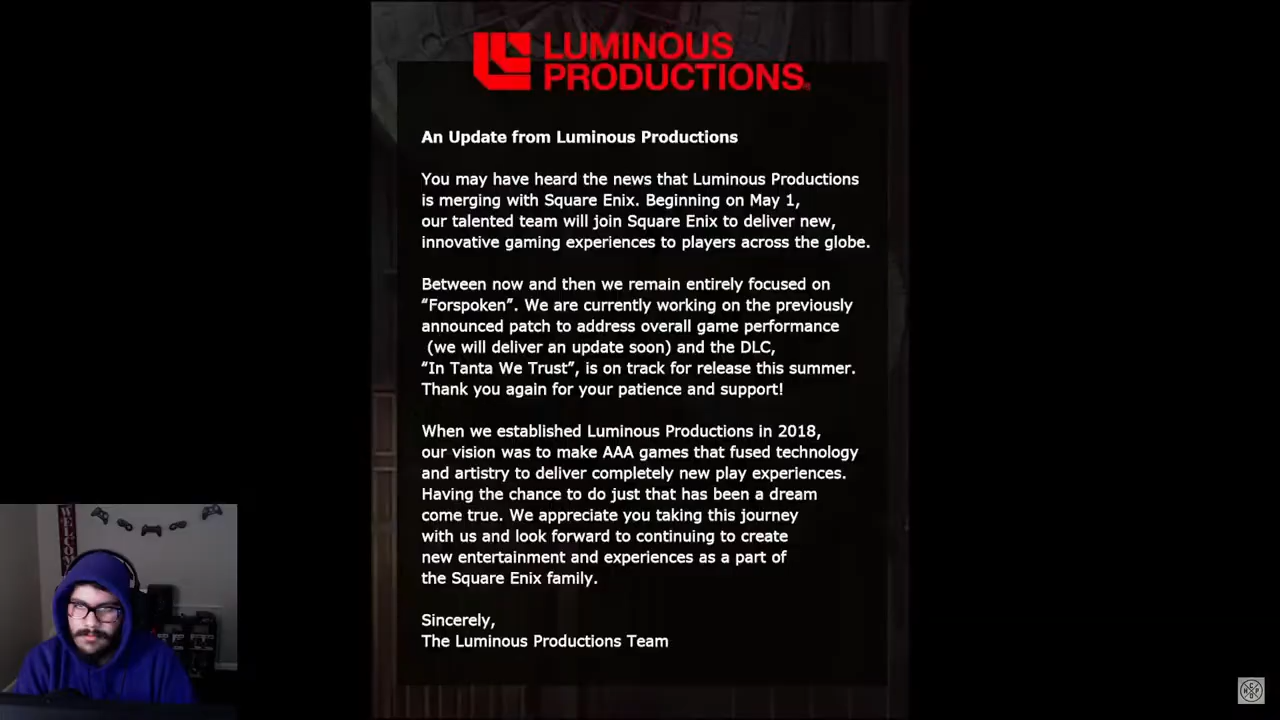 LUMINOUS
PRODUCTIONS
An Update from Luminous Productions
You may have heard the news that Luminous Productions
is merging with Square Enix. Beginning on May 1,
our talented team will join Square Enix to deliver new,
innovative gaming experiences to players across the globe.
Between now and then we remain entirely focused on
“Forspoken”. We are currently working on the previously
announced patch to address overall game performance
(we will deliver an update soon) and the DLC,
“In Tanta We Trust”, is on track for release this summer.
Thank you again for your patience and support!
When we established Luminous Productions in 2018,
our vision was to make AAA games that fused technology
and artistry to deliver completely new play experiences.
Having the chance to do just that has been a dream
come true. We appreciate you taking this journey
with us and look forward to continuing to create
new entertainment and experiences as a part of
the Square Enix family.
Sincerely,
The Luminous Productions Team
WELCOME